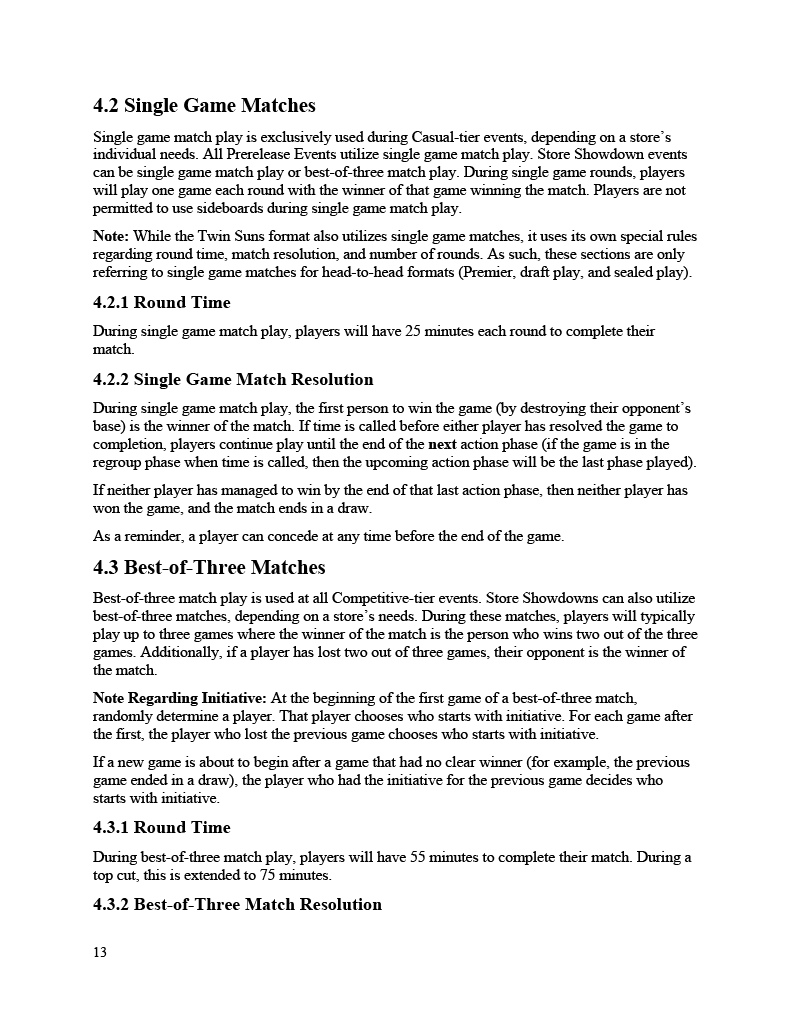 4.2 Single Game Matches
Single game match play is exclusively used during Casual-tier events, depending on a store’s
individual needs. All Prerelease Events utilize single game match play. Store Showdown events
can be single game match play or best-of-three match play. During single game rounds, players
will play one game each round with the winner of that game winning the match. Players are not
permitted to use sideboards during single game match play.
Note: While the Twin Suns format also utilizes single game matches, it uses its own special rules
regarding round time, match resolution, and number of rounds. As such, these sections are only
referring to single game matches for head-to-head formats (Premier, draft play, and sealed play).
4.2.1 Round Time
During single game match play, players will have 25 minutes each round to complete their
match.
4.2.2 Single Game Match Resolution
During single game match play, the first person to win the game (by destroying their opponent’s
base) is the winner of the match. If time is called before either player has resolved the game to
completion, players continue play until the end of the next action phase (if the game is in the
regroup phase when time is called, then the upcoming action phase will be the last phase played).
If neither player has managed to win by the end of that last action phase, then neither player has
won the game, and the match ends in a draw.
As a reminder, a player can concede at any time before the end of the game.
4.3 Best-of-Three Matches
Best-of-three match play is used at all Competitive-tier events. Store Showdowns can also utilize
best-of-three matches, depending on a store’s needs. During these matches, players will typically
play up to three games where the winner of the match is the person who wins two out of the three
games. Additionally, if a player has lost two out of three games, their opponent is the winner of
the match.
Note Regarding Initiative: At the beginning of the first game of a best-of-three match,
randomly determine a player. That player chooses who starts with initiative. For each game after
the first, the player who lost the previous game chooses who starts with initiative.
If a new game is about to begin after a game that had no clear winner (for example, the previous
game ended in a draw), the player who had the initiative for the previous game decides who
starts with initiative.
4.3.1 Round Time
During best-of-three match play, players will have 55 minutes to complete their match. During a
top cut, this is extended to 75 minutes.
4.3.2 Best-of-Three Match Resolution
13